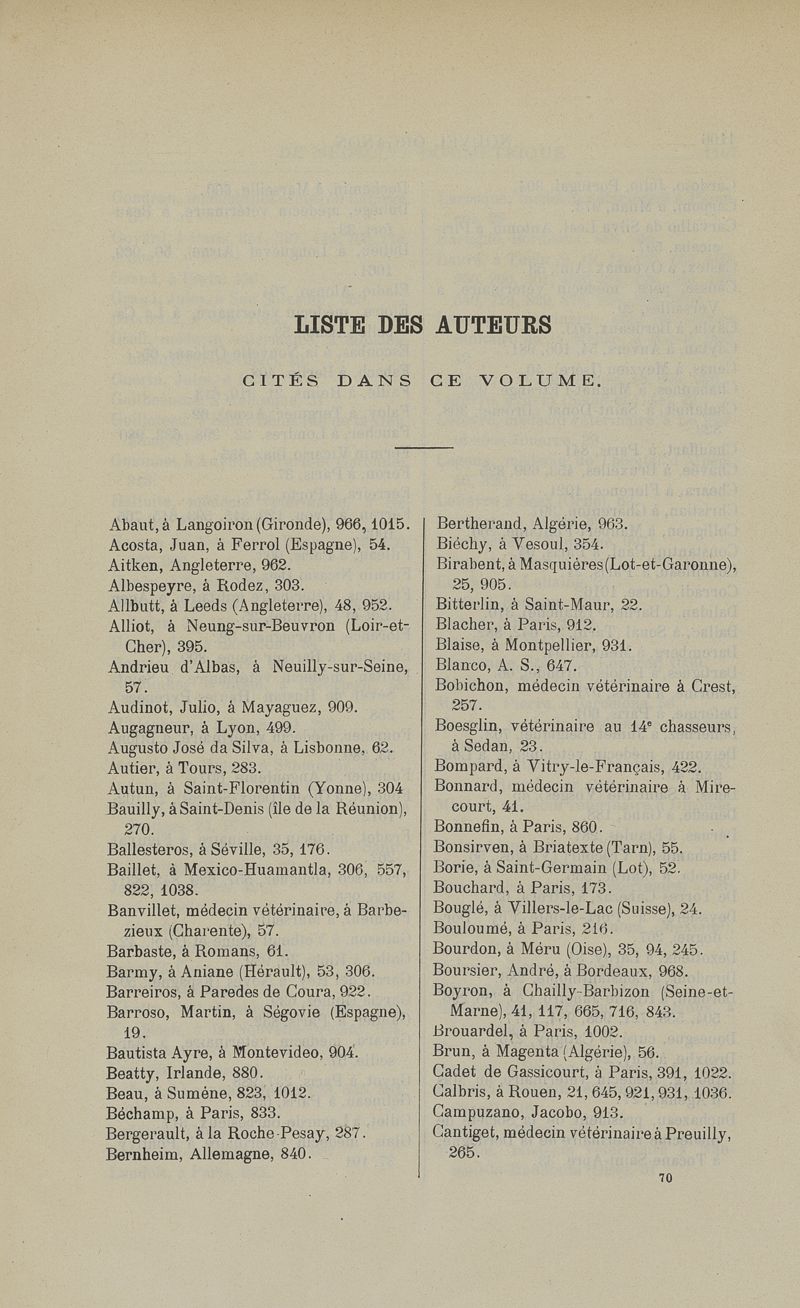 LISTE DES AUTEURS
CITÉS DANS CE VOLUME.
Abaut, à Langoiron (Gironde), 966, 1015.
Acosta, Juan, à Ferrol (Espagne), 54.
Aitken, Angleterre, 962.
Albespeyre, à Rodez, 303.
Allbutt, à Leeds (Angleterre), 48, 952.
Alliot, à Neung-sur-Beuvron (Loir-et-
Cher), 395.
Andrieu d'Albas, à Neuilly-sur-Seine,
57.
Audinot, Julio, à Mayaguez, 909.
Augagneur, à Lyon, 499.
Augusto José da Silva, à Lisbonne, 62.
Autier, à Tours, 283.
Autun, à Saint-Florentin (Yonne), 304
Bauilly, à Saint-Denis (île de la Réunion),
270.
Ballesteros, à Séville, 35, 176.
Baillet, à Mexico-Huamantla, 306, 557,
822, 1038.
Banvillet, médecin vétérinaire, à Barbe-
zieux (Charente), 57.
Barbaste, à Romans, 61.
Barmy, à Aniane (Hérault), 53, 306.
Barreiros, á Paredes de Coura, 922.
Barroso, Martin, à Ségovie (Espagne),
19.
Bautista Ayre, à Montevideo, 904.
Beatty, Irlande, 880.
Beau, à Sumène, 823, 1012.
Béchamp, à Paris, 833.
Bergerault, à la Roche-Pesay, 287.
Bernheim, Allemagne, 840.
Bertherand, Algérie, 963.
Biéchy, à Vesoul, 354.
Birabent, à Masquières (Lot-et-Garonne),
25, 905.
Bitterlin, à Saint-Maur, 22.
Blacher, à Paris, 912.
Blaise, à Montpellier, 931.
Blanco, A. S., 647.
Bobichon, médecin vétérinaire à Crest,
257.
Boesglin, vétérinaire au 14e chasseurs,
à Sedan, 23.
Bompard, à Vitry-le-Français, 422.
Bonnard, médecin vétérinaire à Mire-
court, 41.
Bonnefin, à Paris, 860.
Bonsirven, à Briatexte (Tarn), 55.
Borie, à Saint-Germain (Lot), 52.
Bouchard, à Paris, 173.
Bouglé, à Villers-le-Lac (Suisse), 24.
Bouloumé, à Paris, 216.
Bourdon, à Méru (Oise), 35, 94, 245.
Boursier, André, à Bordeaux, 968.
Boyron, à Chailly-Barbizon (Seine-et-
Marne), 41, 117, 665, 716, 843.
Brouardel, à Paris, 1002.
Brun, à Magenta (Algérie), 56.
Cadet de Gassicourt, à Paris, 391, 1022.
Calbris, à Rouen, 21, 645, 921, 931, 1036.
Campuzano, Jacobo, 913.
Cantiget, médecin vétérinaire à Preuilly,
265.
70